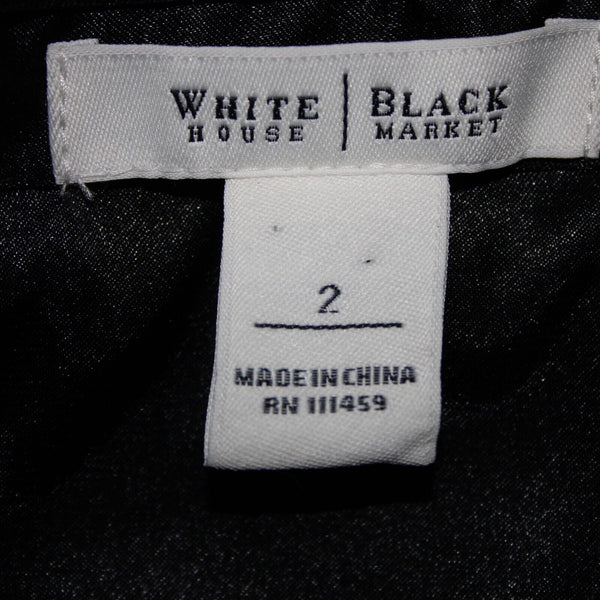 WHITE | BLACK
HOUSE | MARKET
2
MADE IN CHINA
RN 111459